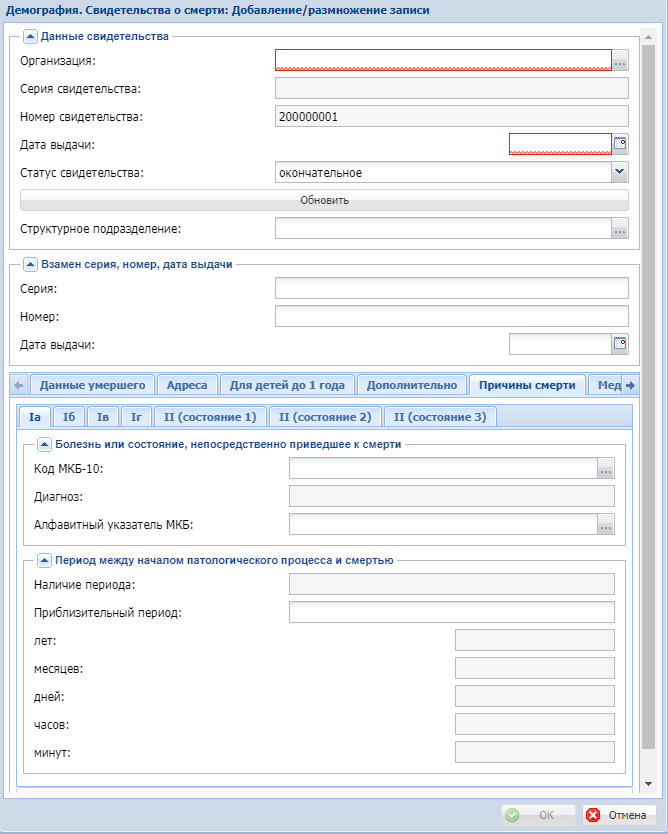 Демография. Свидетельства о смерти: Добавление/размножение записи
Данные свидетельства
Организация:
Серия свидетельства:
Номер свидетельства: 200000001
Дата выдачи:
Статус свидетельства: окончательное
Обновить
Структурное подразделение:
Взамен серия, номер, дата выдачи
Серия:
Номер:
Дата выдачи:
Данные умершего Адреса Для детей до 1 года Дополнительно Причины смерти Мед
Iа Iб Iв Iг II (состояние 1) II (состояние 2) II (состояние 3)
Болезнь или состояние, непосредственно приведшее к смерти
Код МКБ-10:
Диагноз:
Алфавитный указатель МКБ:
Период между началом патологического процесса и смертью
Наличие периода:
Приблизительный период:
лет:
месяцев:
дней:
часов:
минут:
ОК Отмена